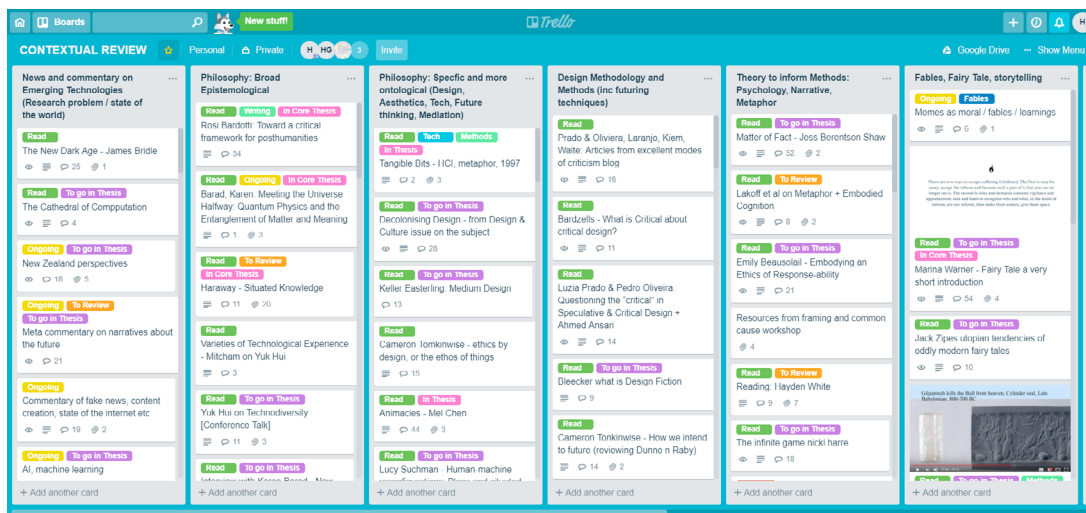 Boards
New stuff!
Trello
H
CONTEXTUAL REVIEW
Personal
Private
H HG
3
Invite
Google Drive
Show Menu
News and commentary on
Emerging Technologies
(Research problem / state of
the world)
Read
The New Dark Age - James Bridle
25 1
Read To go in Thesis
The Cathedral of Compputation
4
Ongoing To go in Thesis
New Zealand perspectives
16 5
Ongoing To Review
To go in Thesis
Meta commentary on narratives about
the future
21
Ongoing
Commentary of fake news, content
creation, state of the internet etc
19 2
Ongoing To go in Thesis
AI, machine learning
+ Add another card
Philosophy: Broad
Epistemological
Read Writing In Core Thesis
Rosi Bardotti: Toward a critical
framework for posthumanities
34
Read Ongoing In Core Thesis
Barad, Karen. Meeting the Universe
Halfway: Quantum Physics and the
Entanglement of Matter and Meaning
1 3
Read To Review
In Core Thesis
Haraway - Situated Knowledge
11 20
Read
Varieties of Technological Experience
- Mitcham on Yuk Hui
3
Read To go in Thesis
Yuk Hui on Technodiversity
[Conference Talk]
11 3
Read To go in Thesis
Interview with Karen Barad - New
+ Add another card
Philosophy: Specfic and more
ontological (Design,
Aesthetics, Tech, Future
thinking, Mediation)
Read Tech Methods
In Thesis
Tangible Bits - HCI, metaphor, 1997
2 3
Read To go in Thesis
Decolonising Design - from Design &
Culture issue on the subject
28
Read To go in Thesis
Keller Easterling: Medium Design
13
Read
Cameron Tonkinwise - ethics by
design, or the ethos of things
15
Read In Thesis
Animacies - Mel Chen
44 3
Read To go in Thesis
Lucy Suchman - Human machine
reconfigurations: Plans and situated
+ Add another card
Design Methodology and
Methods (inc futuring
techniques)
Read
Prado & Oliviera, Laranjo, Kiem,
Waite: Articles from excellent modes
of criticism blog
16
Read
Bardzells - What is Critical about
critical design?
11
Read
Luzia Prado & Pedro Oliveira.
Questioning the "critical" in
Speculative & Critical Design +
Ahmed Ansari
14
Read To go in Thesis
Bleecker what is Design Fiction
9
Read
Cameron Tonkinwise - How we intend
to future (reviewing Dunno n Raby)
14 2
+ Add another card
Theory to inform Methods:
Psychology, Narrative,
Metaphor
Read To go in Thesis
Matter of Fact - Joss Berentson Shaw
52 2
Read To Review
Lakoff et al on Metaphor + Embodied
Cognition
8 2
Read To go in Thesis
Emily Beausolail - Embodying an
Ethics of Response-ability
21
Resources from framing and common
cause workshop
4
Read To Review
Reading: Hayden White
9 7
Read To go in Thesis
The infinite game nicki harre
18
+ Add another card
Fables, Fairy Tale, storytelling
Ongoing Fables
Memes as moral / fables / learnings
6 1
Read To go in Thesis
In Core Thesis
Marina Warner - Fairy Tale a very
short introduction
54 4
Read To go in Thesis
Jack Zipes utopian tendencies of
oddly modern fairy tales
10
Gilgamesh kills the Bull from heaven, Cylinder seal, Late
Babylonian, 800-700 BC
Read To go in Thesis Methods
+ Add another card